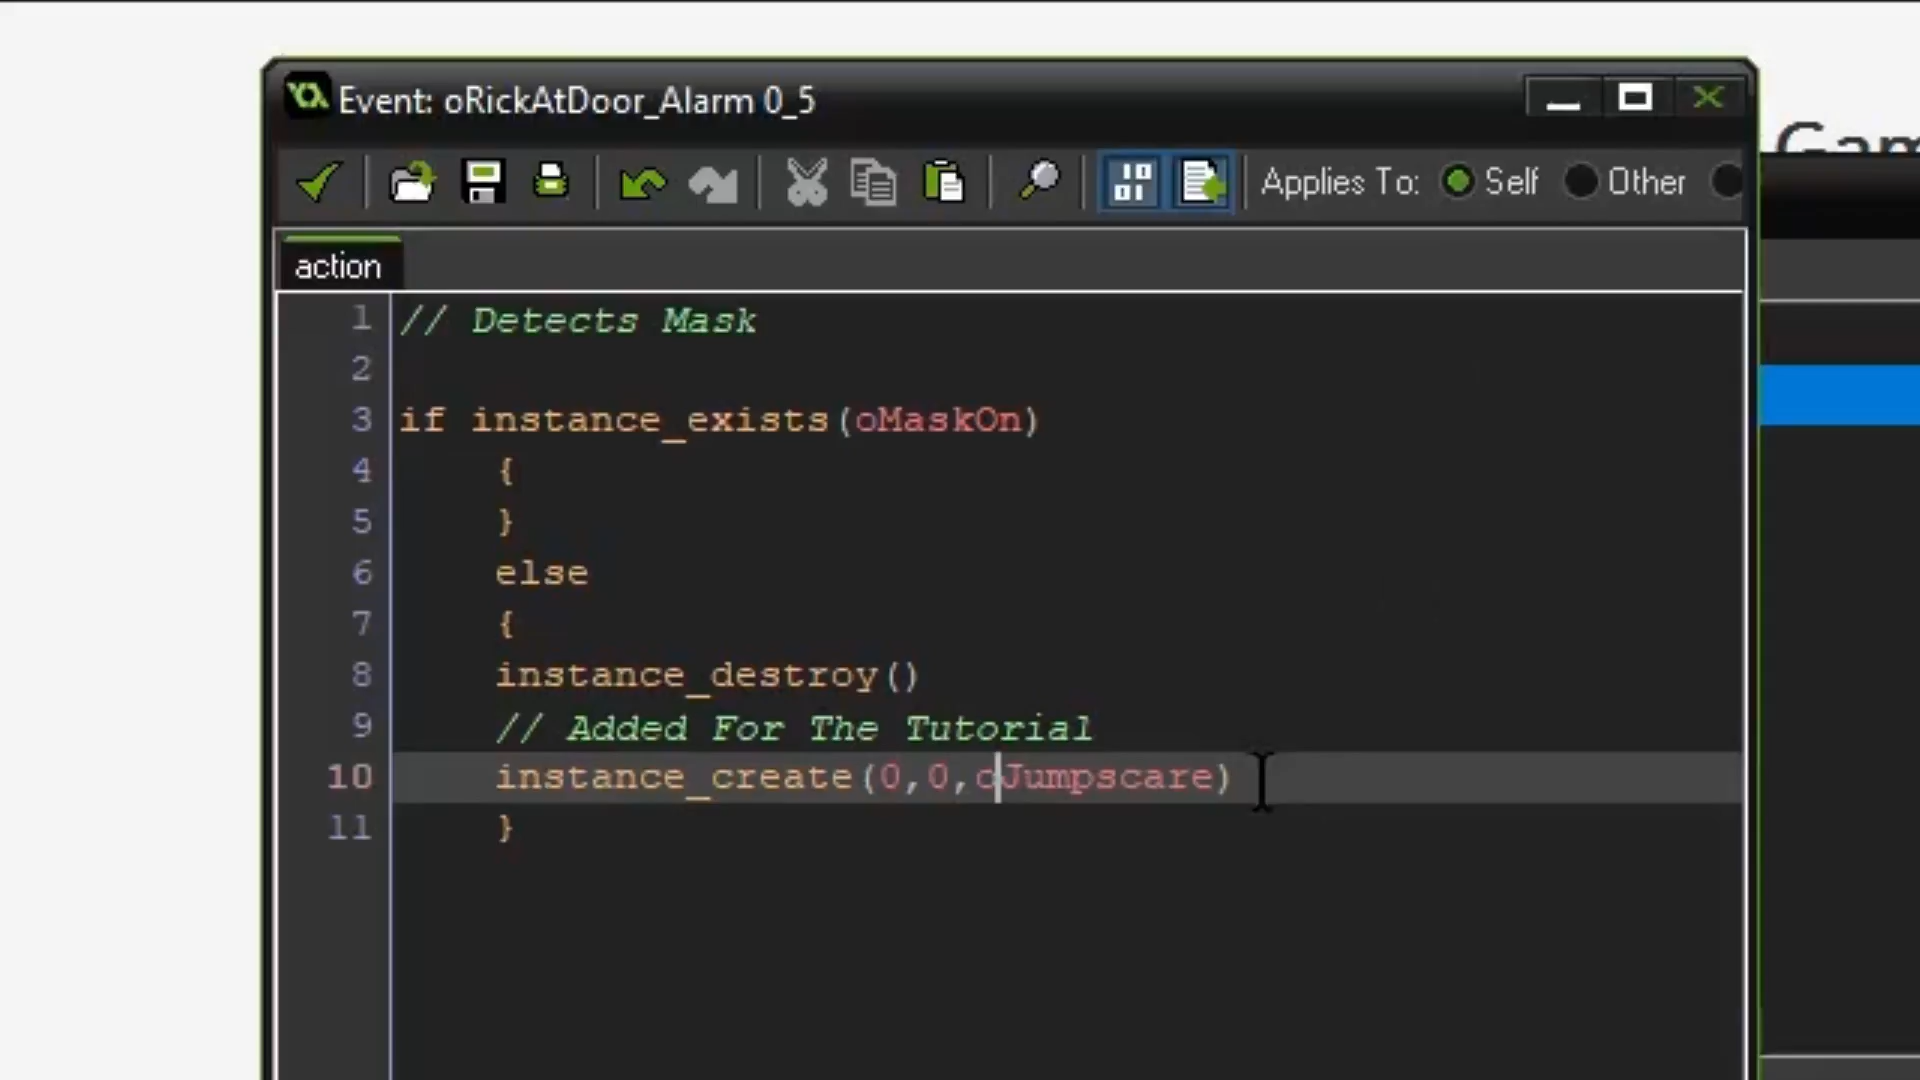 Event: oRickAtDoor_Alarm 0_5
Applies To: Self Other
action
1 // Detects Mask
2
3 if instance_exists(oMaskOn)
4 {
5 }
6 else
7 {
8 instance_destroy()
9 // Added For The Tutorial
10 instance_create(0,0,oJumpscare)
11 }